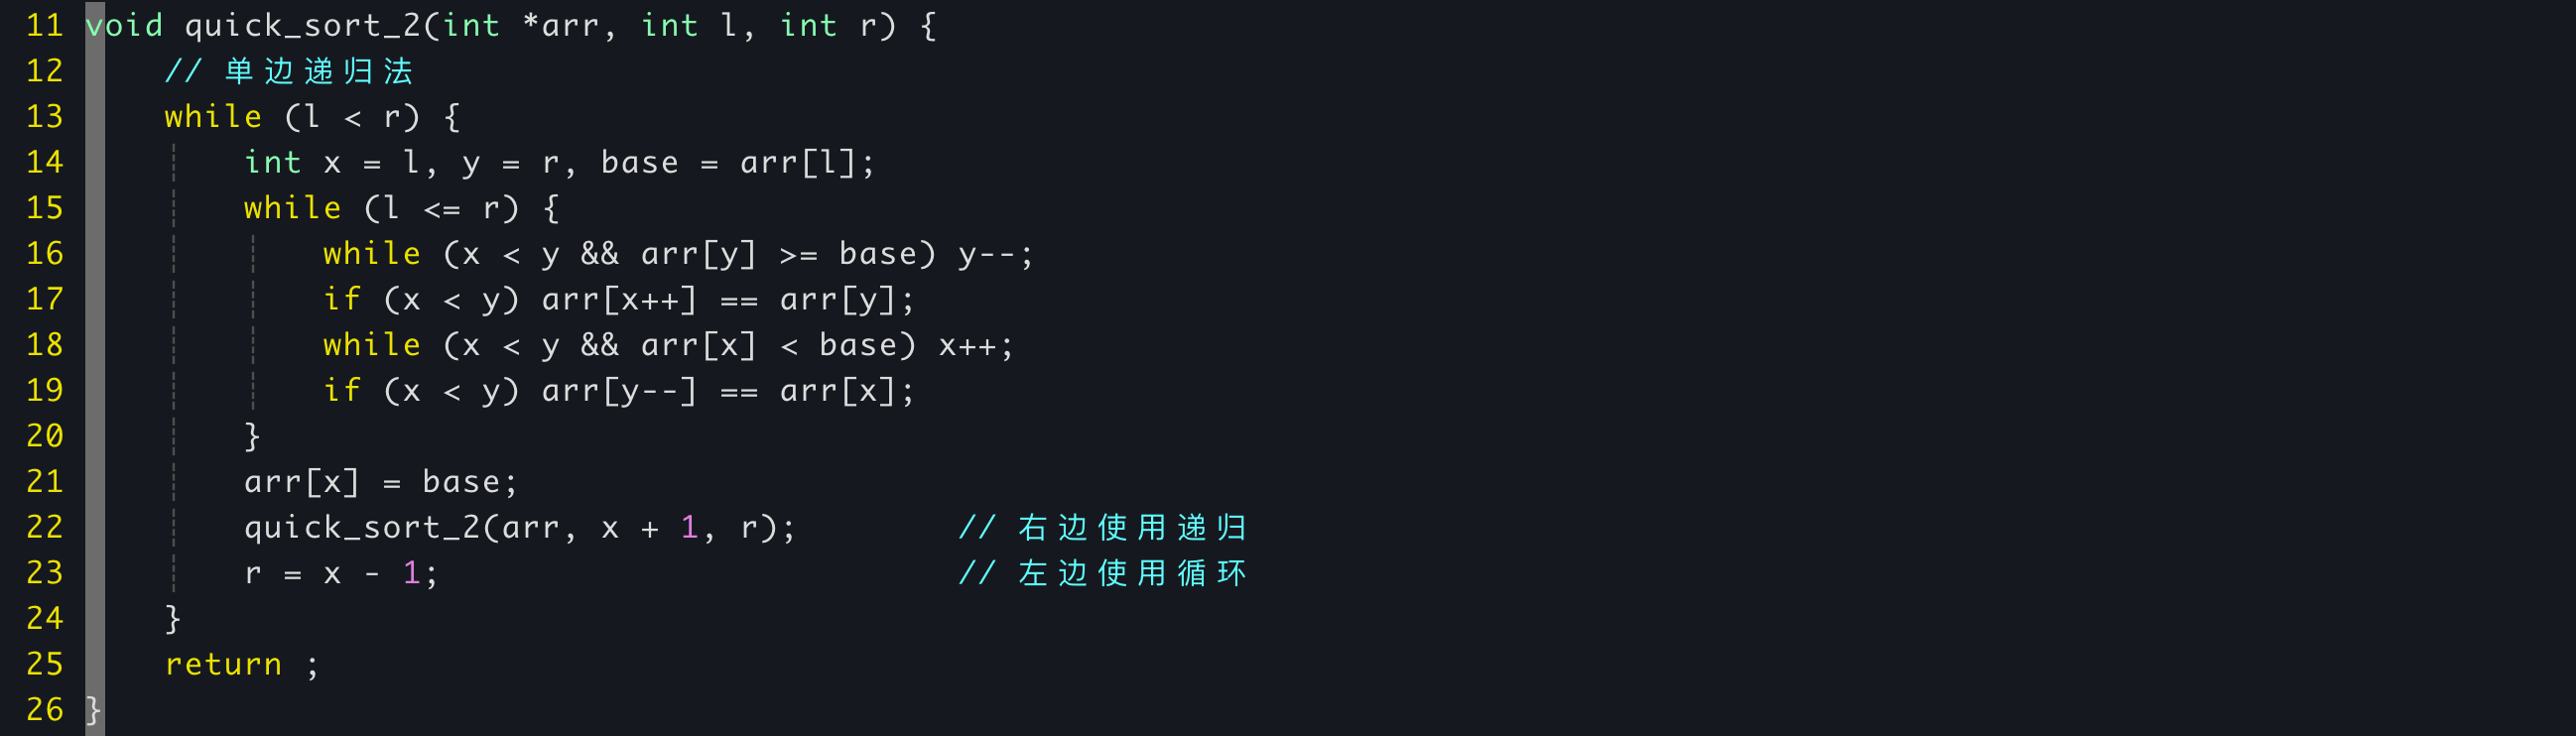 11 void quick_sort_2(int *arr, int l, int r) {
12     // 单边递归法
13     while (l < r) {
14         int x = l, y = r, base = arr[l];
15         while (l <= r) {
16             while (x < y && arr[y] >= base) y--;
17             if (x < y) arr[x++] == arr[y];
18             while (x < y && arr[x] < base) x++;
19             if (x < y) arr[y--] == arr[x];
20         }
21         arr[x] = base;
22         quick_sort_2(arr, x + 1, r);        // 右边使用递归
23         r = x - 1;                          // 左边使用循环
24     }
25     return ;
26 }